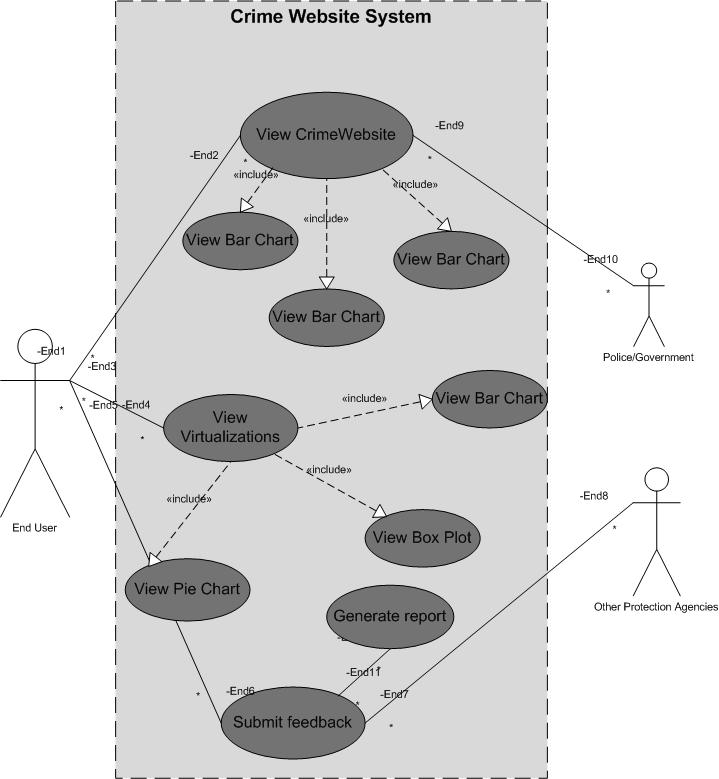 Crime Website System
-End9
View CrimeWebsite
-End2
*
*
«include»
«include»
«include»
View Bar Chart
View Bar Chart
-End10
*
View Bar Chart
-End1
Police/Government
*
-End3
*
*
-End5
-End4
View Bar Chart
«include»
View
Virtualizations
*
«include»
«include»
-End8
*
End User
View Box Plot
View Pie Chart
Other Protection Agencies
Generate report
-End11
*
-End6
*
-End7
*
Submit feedback
*